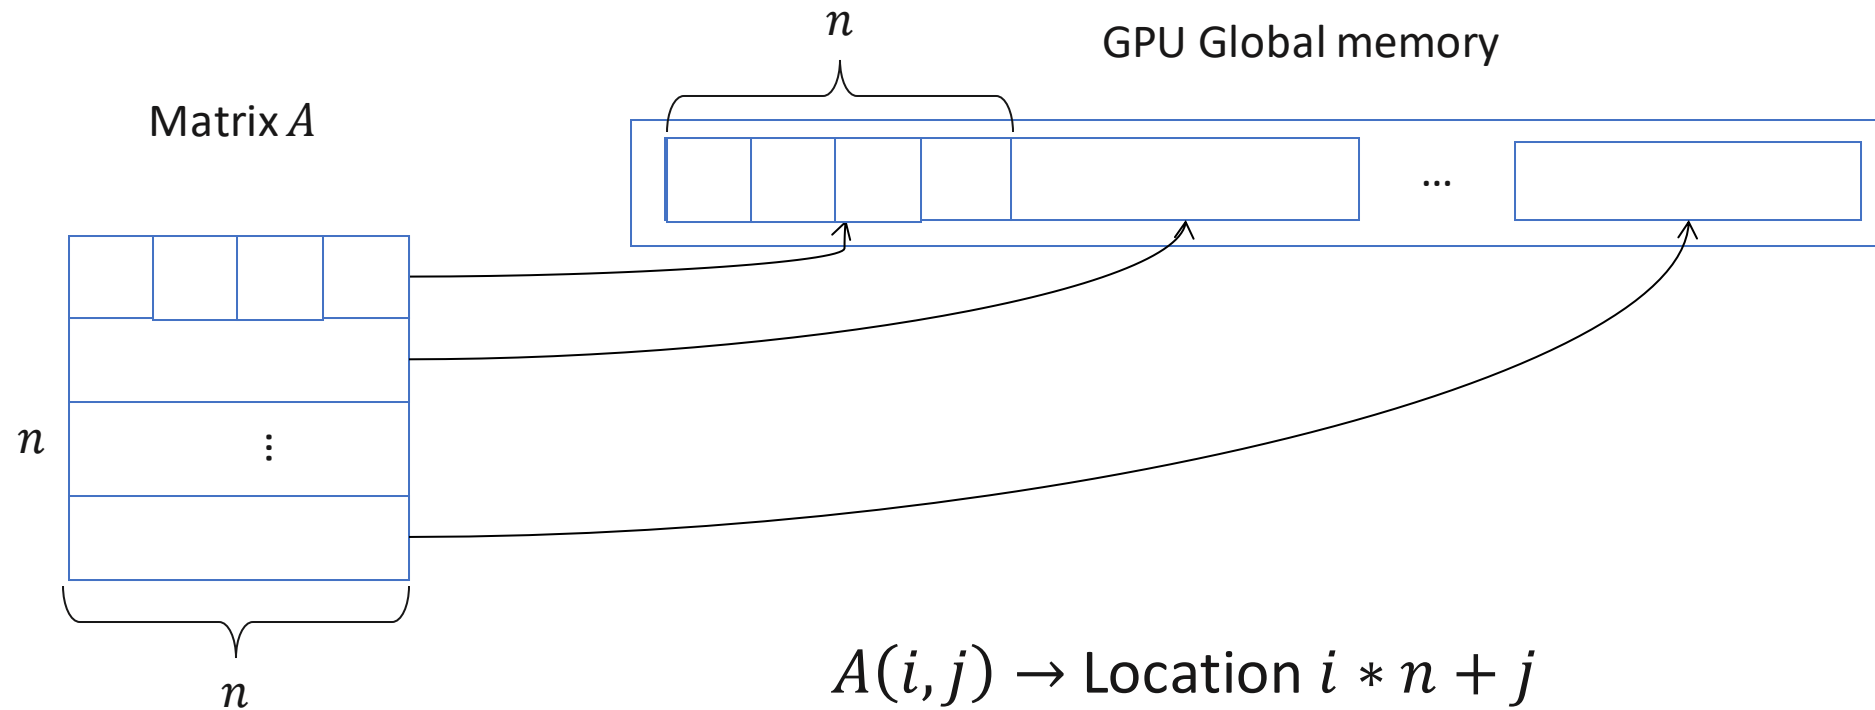 n
GPU Global memory
Matrix A
...
⋮
n
n
A(i, j) → Location i * n + j